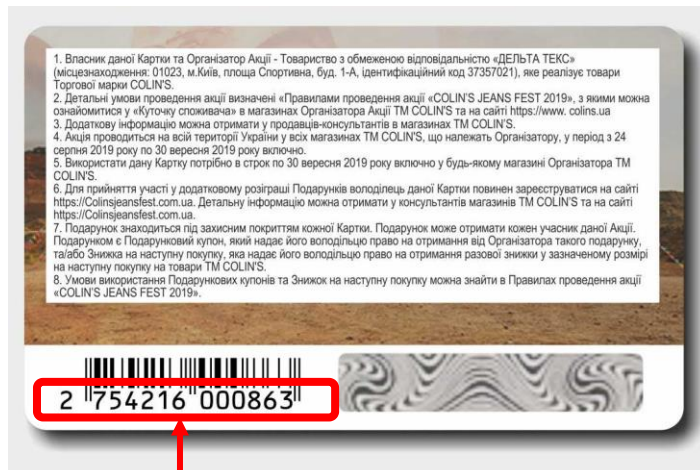 1. Власник даної Картки та Організатор Акції - Товариство з обмеженою відповідальністю «ДЕЛЬТА ТЕКС»
(місцезнаходження: 01023, м.Київ, площа Спортивна, буд. 1-А, ідентифікаційний код 37357021), яке реалізує товари
Торгової марки COLIN'S.
2. Детальні умови проведення акції визначені «Правилами проведення акції «COLIN'S JEANS FEST 2019», з якими можна
ознайомитися у «Куточку споживача» в магазинах Організатора Акції ТМ COLIN'S та на сайті https://www. colins.ua
3. Додаткову інформацію можна отримати у продавців-консультантів в магазинах ТМ COLIN'S.
4. Акція проводиться на всій території України у всіх магазинах ТМ COLIN'S, що належать Організатору, у період з 24
серпня 2019 року по 30 вересня 2019 року включно.
5. Використати дану Картку потрібно в строк по 30 вересня 2019 року включно у будь-якому магазині Організатора ТМ
COLIN'S.
6. Для прийняття участі у додатковому розіграші Подарунків володілець даної Картки повинен зареєструватися на сайті
https://Colinsjeansfest.com.ua. Детальну інформацію можна отримати у консультантів магазинів ТМ COLIN'S та на сайті
https://Colinsjeansfest.com.ua.
7. Подарунок знаходиться під захисним покриттям кожної Картки. Подарунок може отримати кожен учасник даної Акції.
Подарунком є Подарунковий купон, який надає його володільцю право на отримання від Організатора такого подарунку,
та/або Знижка на наступну покупку, яка надає його володільцю право на отримання разової знижки у зазначеному розмірі
на наступну покупку на товари ТМ COLIN'S.
8. Умови використання Подарункових купонів та Знижок на наступну покупку можна знайти в Правилах проведення акції
«COLIN'S JEANS FEST 2019».
2 754216 000863